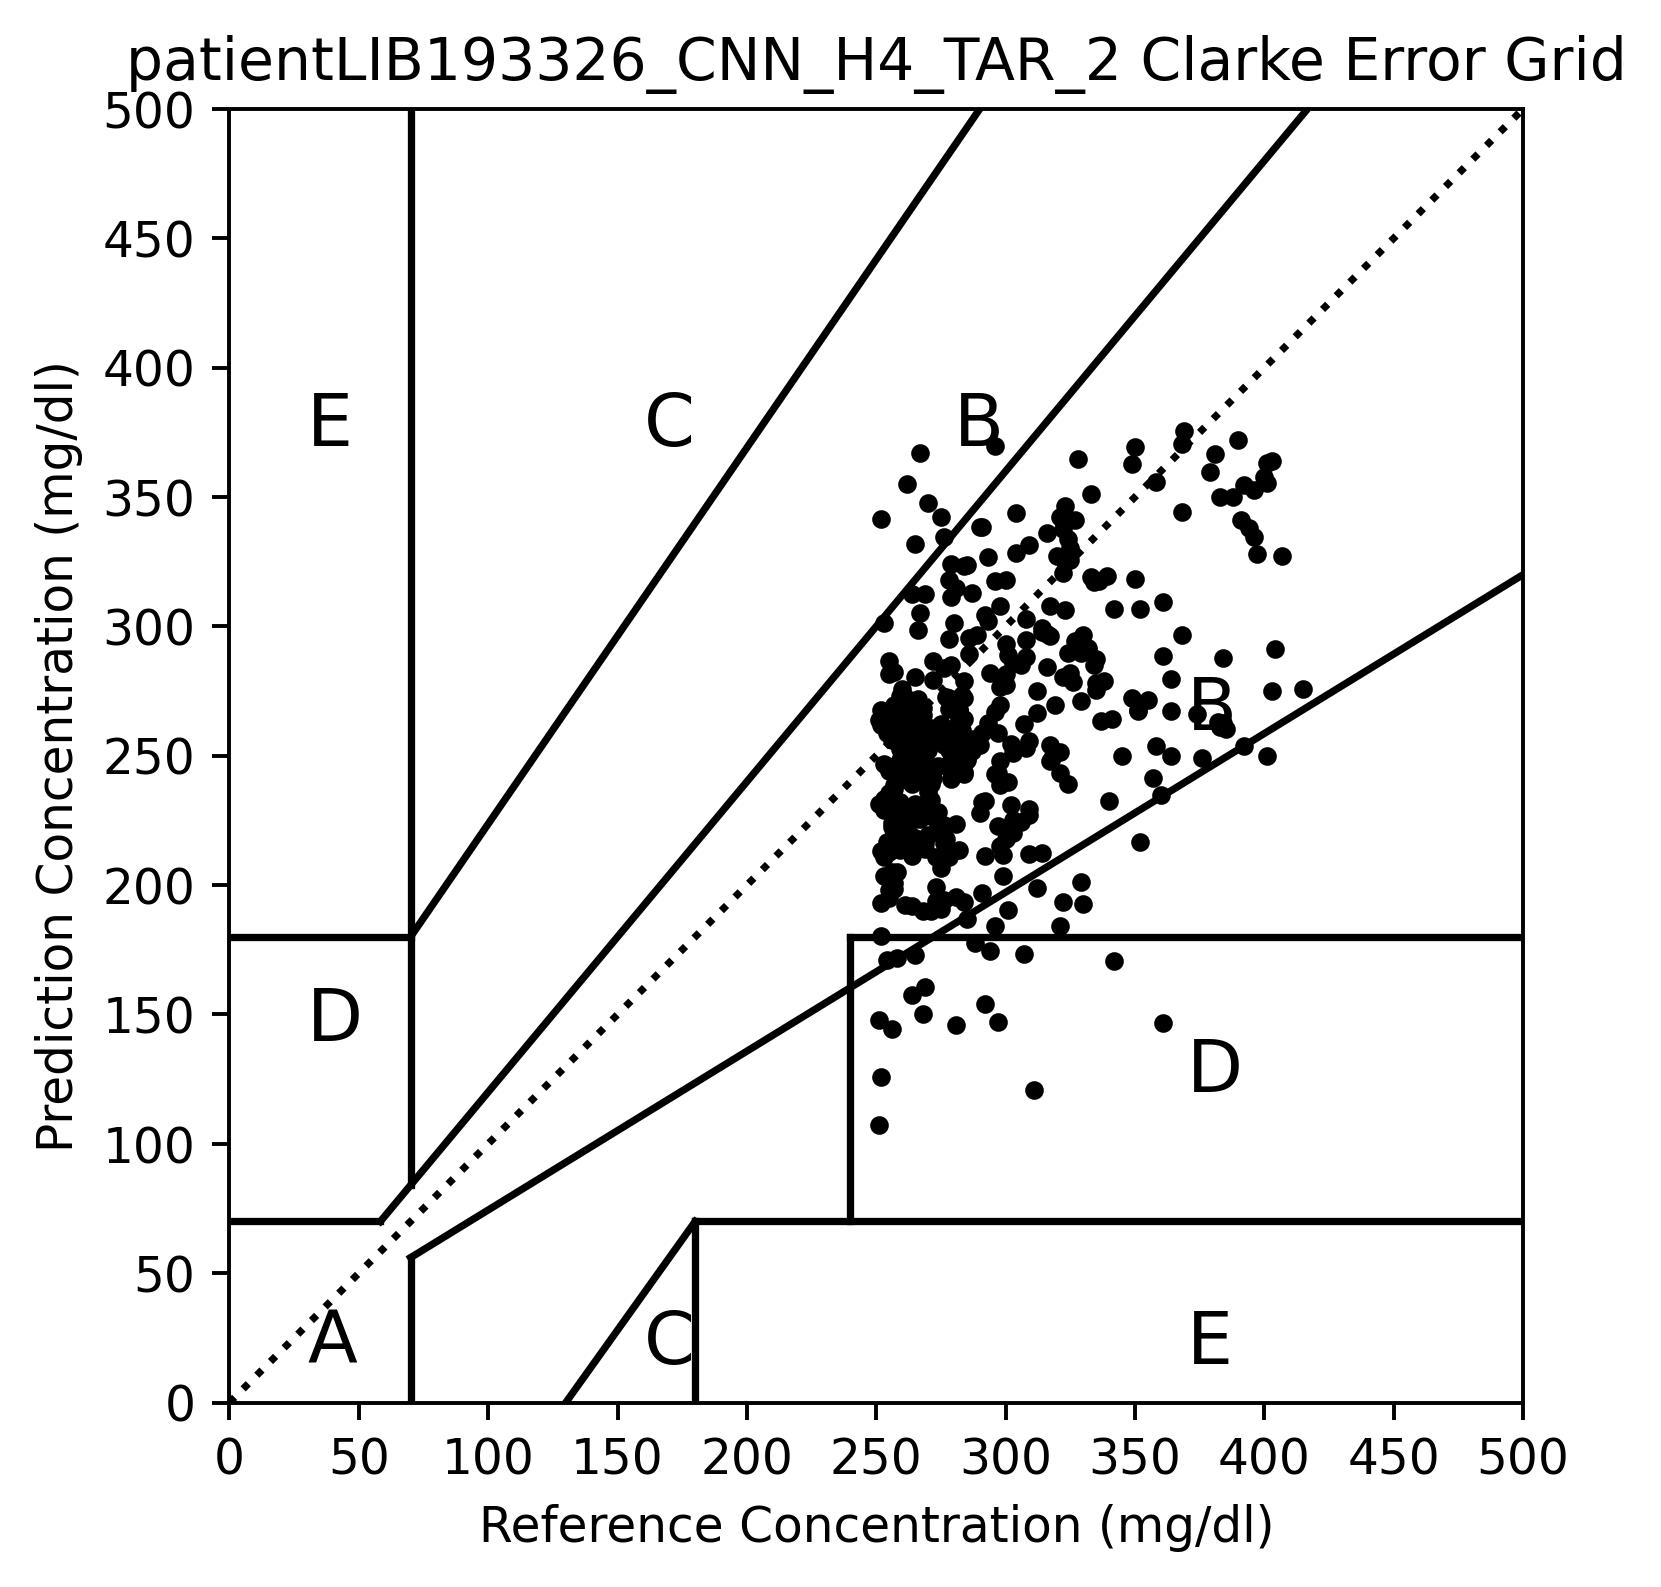 patientLIB193326_CNN_H4_TAR_2 Clarke Error Grid
500
450
400
350
300
250
200
150
100
50
0
Prediction Concentration (mg/dl)
E
C
B
B
D
D
A
C
E
0 50 100 150 200 250 300 350 400 450 500
Reference Concentration (mg/dl)